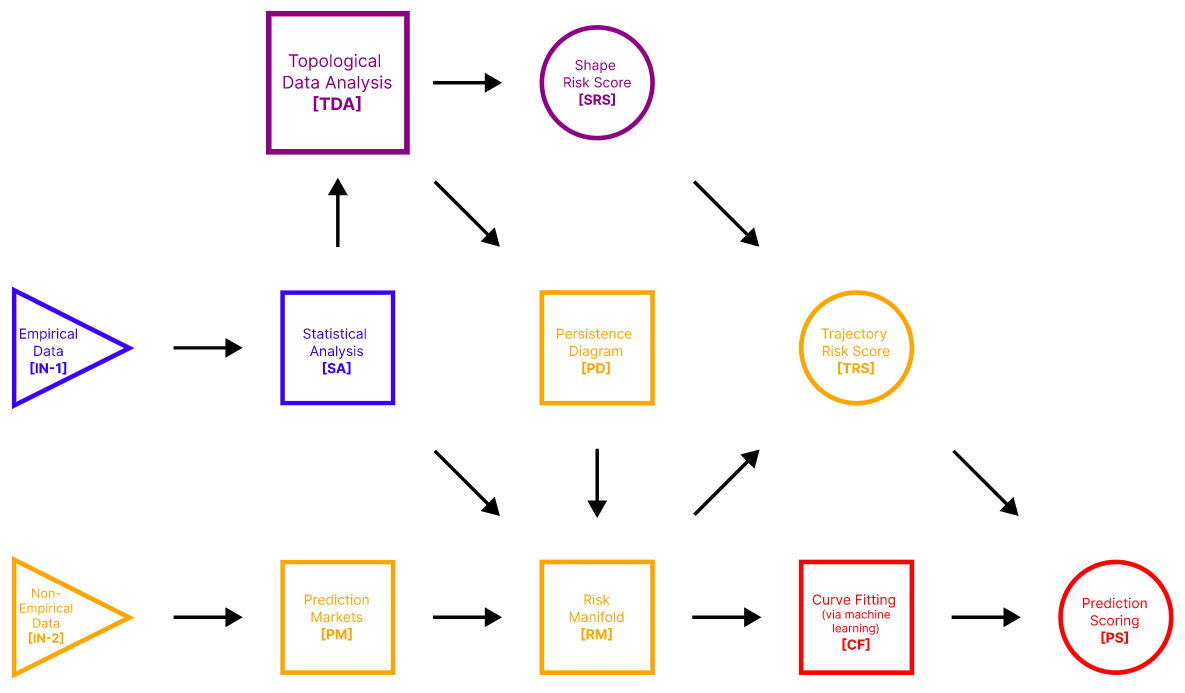 Topological
Data Analysis
[TDA]
Shape
Risk Score
[SRS]
Empirical
Data
[IN-1]
Statistical
Analysis
[SA]
Persistence
Diagram
[PD]
Trajectory
Risk Score
[TRS]
Non-
Empirical
Data
[IN-2]
Prediction
Markets
[PM]
Risk
Manifold
[RM]
Curve Fitting
(via machine
learning)
[CF]
Prediction
Scoring
[PS]